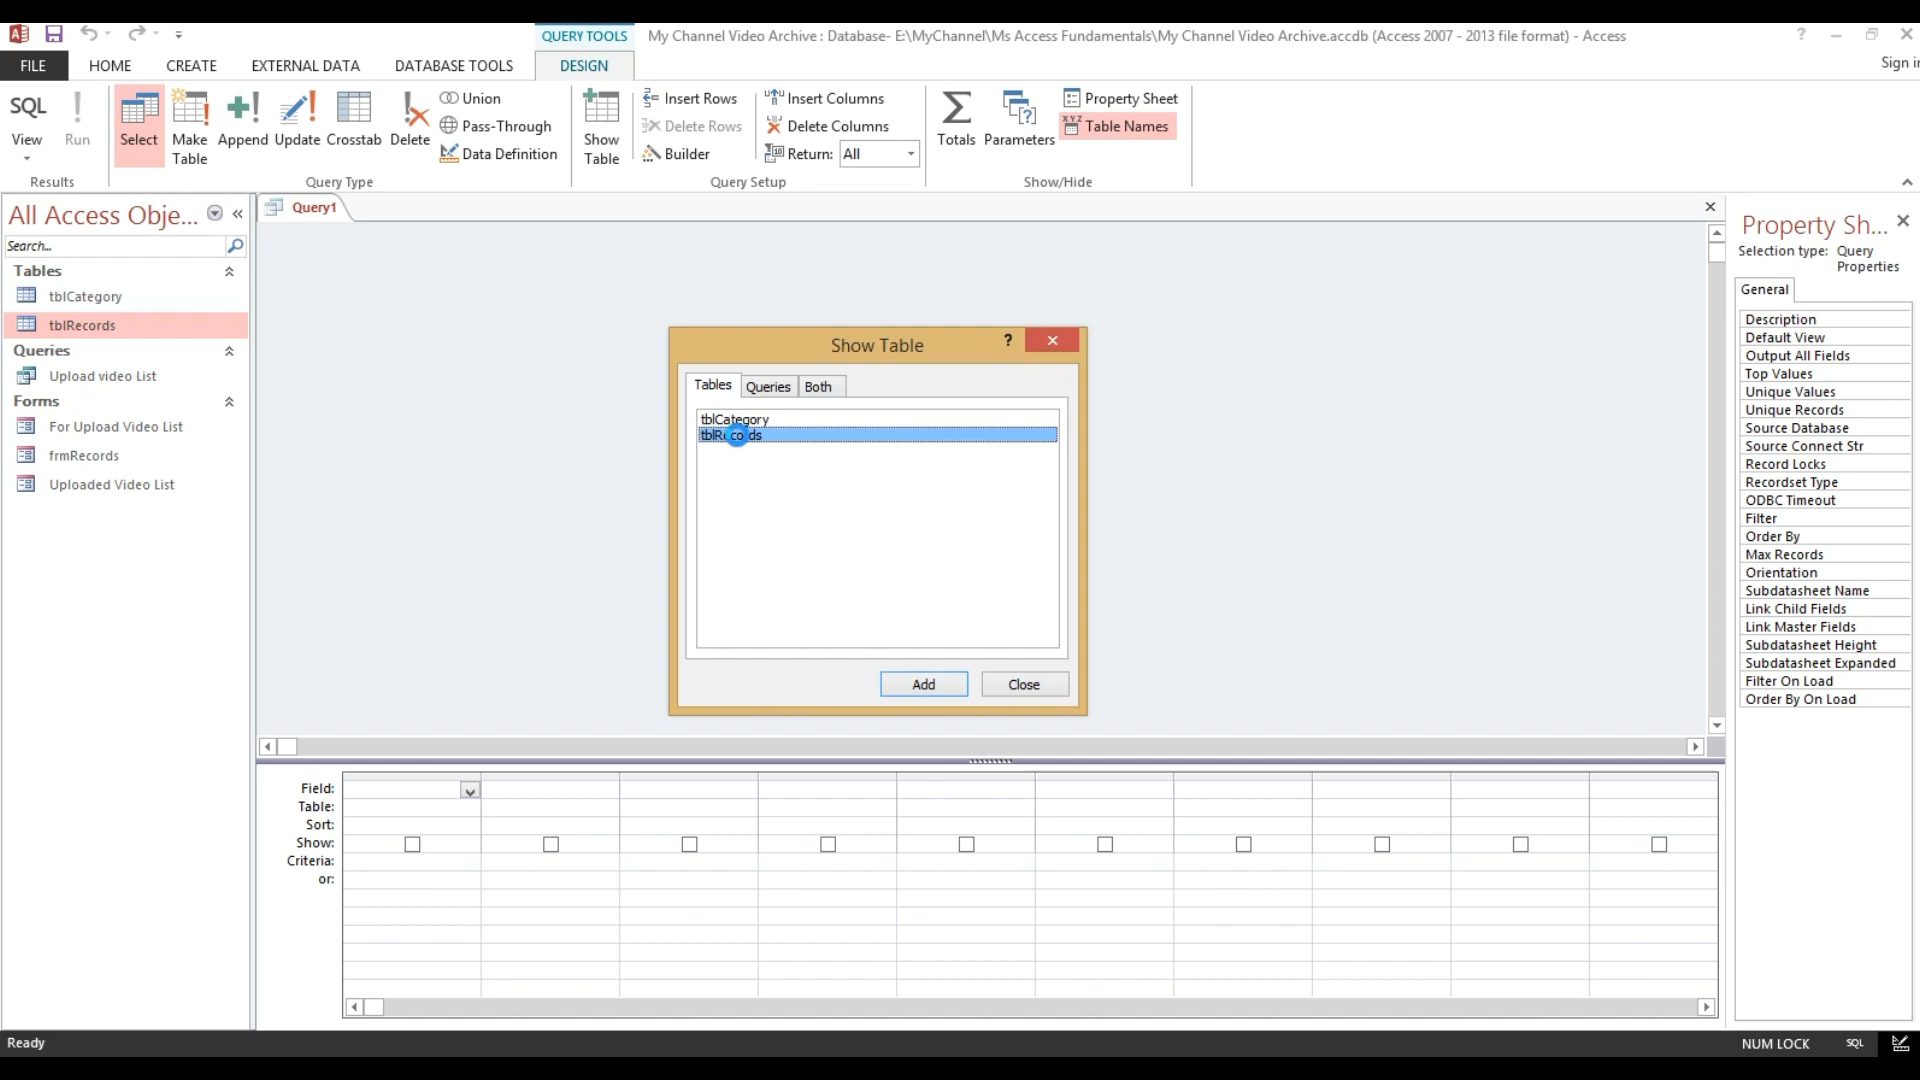 QUERY TOOLS
My Channel Video Archive : Database- E:\MyChannel\Ms Access Fundamentals\My Channel Video Archive.accdb (Access 2007 - 2013 file format) - Access
?
FILE HOME CREATE EXTERNAL DATA DATABASE TOOLS DESIGN
Sign in
SQL
View
Run
Results
Select
Make Table
Append
Update
Crosstab
Delete
Union
Pass-Through
Data Definition
Query Type
Show Table
Insert Rows
Delete Rows
Builder
Insert Columns
Delete Columns
Return: All
Query Setup
Totals
Parameters
Property Sheet
XYZ Table Names
Show/Hide
All Access Obje...
Search...
Tables
tblCategory
tblRecords
Queries
Upload video List
Forms
For Upload Video List
frmRecords
Uploaded Video List
Query1
Show Table
?
Tables Queries Both
tblCategory
tblRecords
Add Close
Field:
Table:
Sort:
Show:
Criteria:
or:
Property Sh...
Selection type: Query
Properties
General
Description
Default View
Output All Fields
Top Values
Unique Values
Unique Records
Source Database
Source Connect Str
Record Locks
Recordset Type
ODBC Timeout
Filter
Order By
Max Records
Orientation
Subdatasheet Name
Link Child Fields
Link Master Fields
Subdatasheet Height
Subdatasheet Expanded
Filter On Load
Order By On Load
Ready
NUM LOCK
SQL